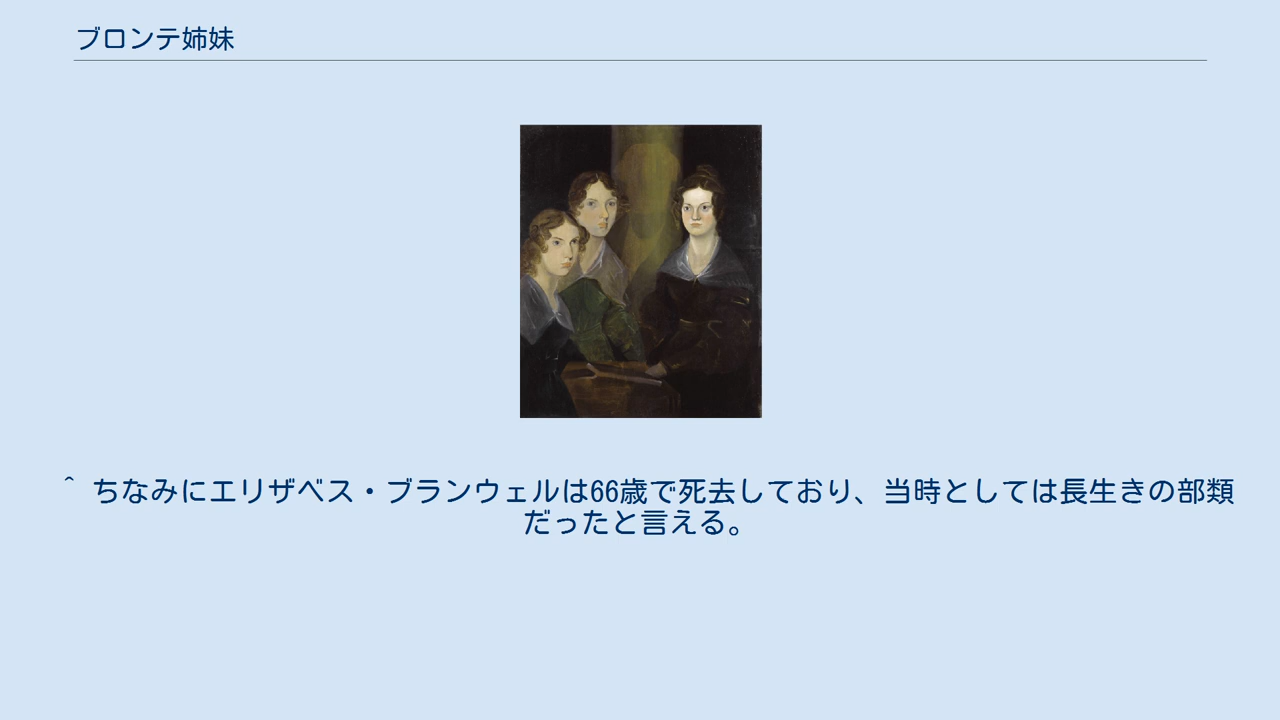 ブロンテ姉妹
^ ちなみにエリザベス・ブランウェルは66歳で死去しており、当時としては長生きの部類
だったと言える。